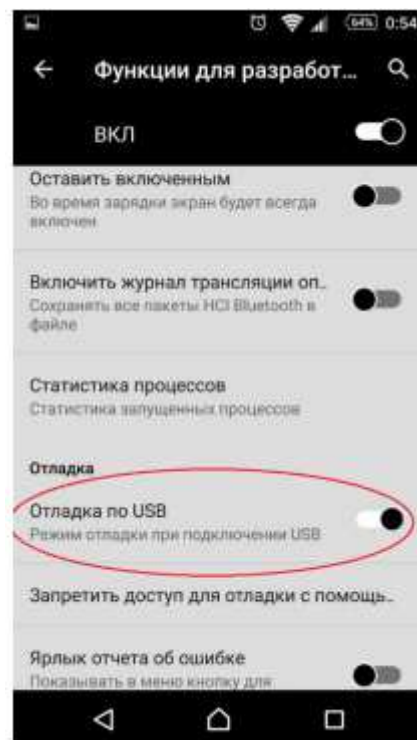 64% 0:54
Функции для разработ...
ВКЛ
Оставить включенным
Во время зарядки экран будет всегда
включен
Включить журнал трансляции оп..
Сохранять все пакеты HCI Bluetooth в
файле
Статистика процессов
Статистика запущенных процессов
Отладка
Отладка по USB
Режим отладки при подключении USB
Запретить доступ для отладки с помощь..
Ярлык отчета об ошибке
Показывать в меню кнопку для